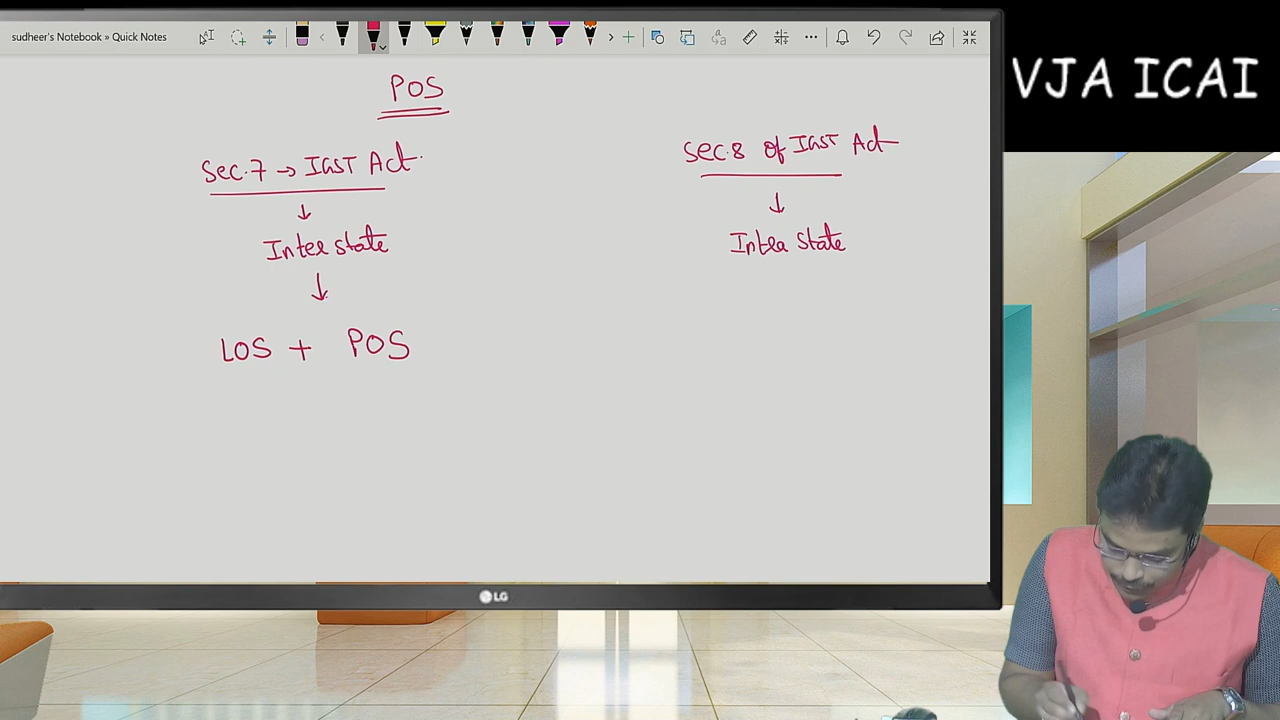 sudheer's Notebook » Quick Notes
VJA ICAI
POS
Sec.7 → IGST Act.
↓
Inter state
↓
LOS + POS
Sec.8 of IGST Act
↓
Intra State
LG